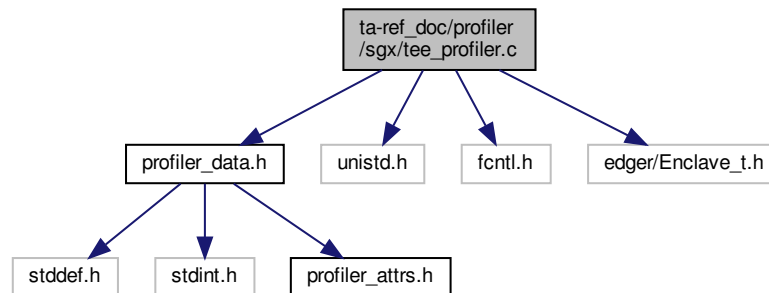 ta-ref_doc/profiler
/sgx/tee_profiler.c
profiler_data.h
unistd.h
fcntl.h
edger/Enclave_t.h
stddef.h
stdint.h
profiler_attrs.h